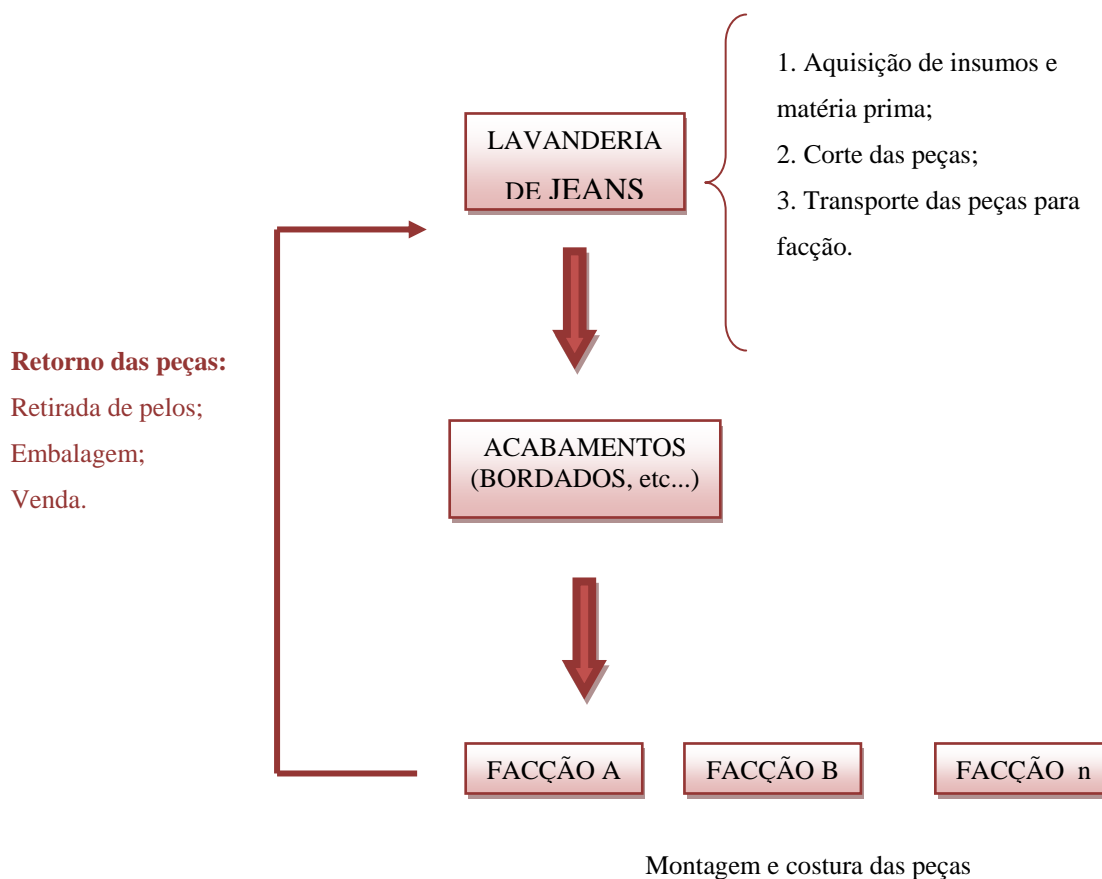 1. Aquisição de insumos e
matéria prima;
2. Corte das peças;
3. Transporte das peças para
facção.
LAVANDERIA
DE JEANS
Retorno das peças:
Retirada de pelos;
Embalagem;
Venda.
ACABAMENTOS
(BORDADOS, etc...)
FACÇÃO A
FACÇÃO B
FACÇÃO n
Montagem e costura das peças